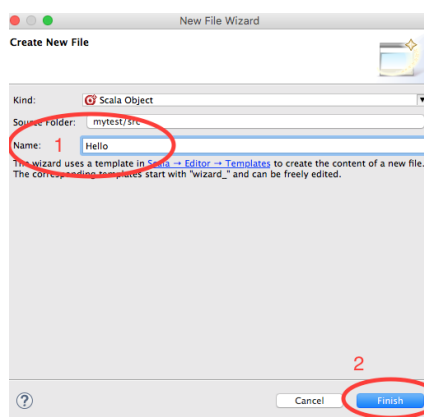 New File Wizard
Create New File
Kind: Scala Object
Source Folder: mytest/src
1
Name: Hello
The wizard uses a template in Scala → Editor → Templates to create the content of a new file.
The corresponding templates start with "wizard_" and can be freely edited.
2
? Cancel Finish